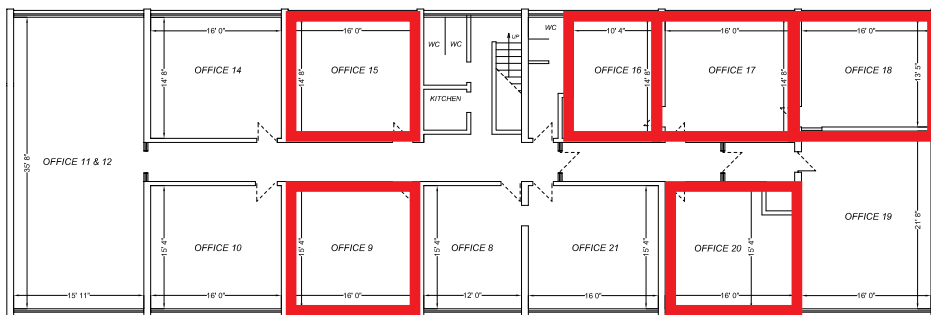 16' 0"
16' 0"
10' 4"
16' 0"
16' 0"
WC
WC
WC
UP
OFFICE 14
OFFICE 15
OFFICE 16
OFFICE 17
OFFICE 18
14' 8"
14' 8"
14' 8"
14' 8"
13' 5"
KITCHEN
OFFICE 11 & 12
35' 8"
OFFICE 19
21' 8"
OFFICE 10
OFFICE 9
OFFICE 8
OFFICE 21
OFFICE 20
15' 4"
15' 4"
15' 4"
15' 4"
15' 4"
15' 11"
16' 0"
16' 0"
12' 0"
16 0"
16' 0"
16' 0"